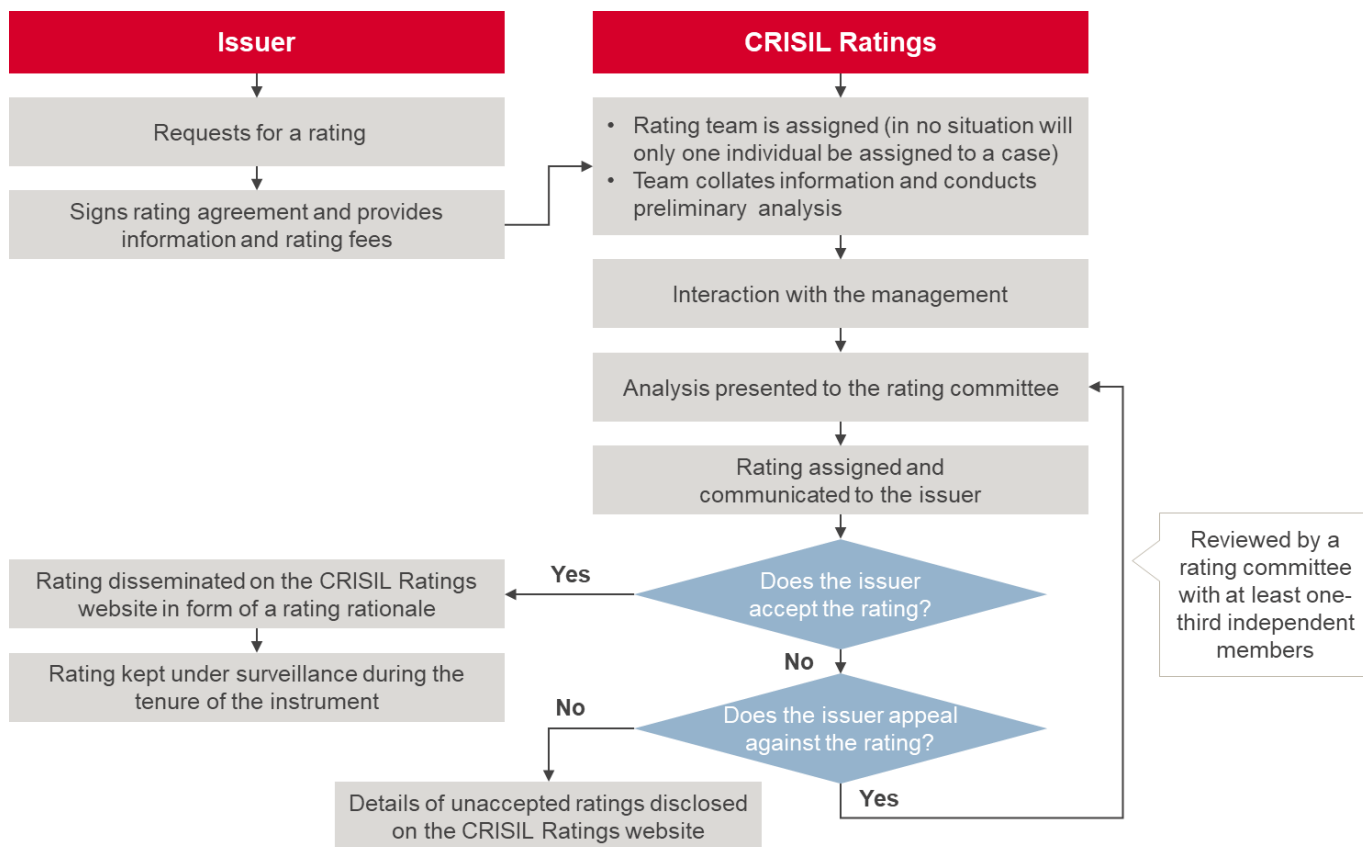 Issuer
Requests for a rating
Signs rating agreement and provides
information and rating fees
CRISIL Ratings
• Rating team is assigned (in no situation will
only one individual be assigned to a case)
• Team collates information and conducts
preliminary analysis
Interaction with the management
Analysis presented to the rating committee
Rating assigned and
communicated to the issuer
Does the issuer
accept the rating?
Yes
Rating disseminated on the CRISIL Ratings
website in form of a rating rationale
Rating kept under surveillance during the
tenure of the instrument
No
Does the issuer appeal
against the rating?
No
Details of unaccepted ratings disclosed
on the CRISIL Ratings website
Yes
Reviewed by a
rating committee
with at least one-
third independent
members